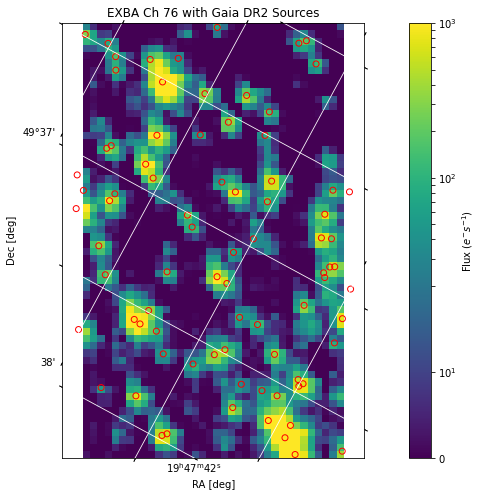 EXBA Ch 76 with Gaia DR2 Sources
49°37'
38'
Dec [deg]
19ʰ47ᵐ42ˢ
RA [deg]
10³
10²
10¹
0
Flux (e⁻s⁻¹)